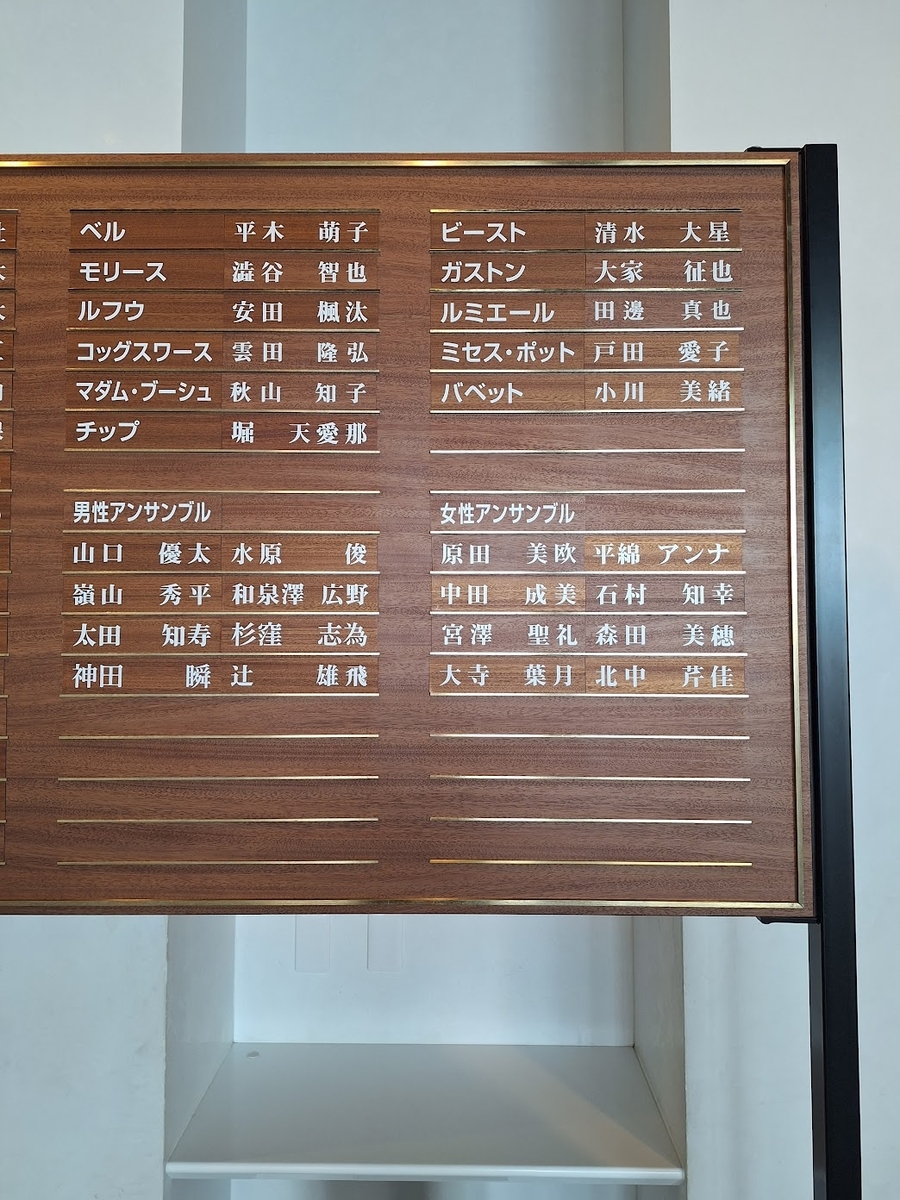 ベル 平木 萌子
モリース 澁谷 智也
ルフウ 安田 楓汰
コッグスワース 雲田 隆弘
マダム・ブーシュ 秋山 知子
チップ 堀 天愛那
男性アンサンブル
山口 優太 水原 俊
嶺山 秀平 和泉澤 広野
太田 知寿 杉窪 志為
神田 瞬 辻 雄飛
ビースト 清水 大星
ガストン 大家 征也
ルミエール 田邊 真也
ミセス・ポット 戸田 愛子
バベット 小川 美緒
女性アンサンブル
原田 美欧 平綿 アンナ
中田 成美 石村 知幸
宮澤 聖礼 森田 美穂
大寺 葉月 北中 芹佳